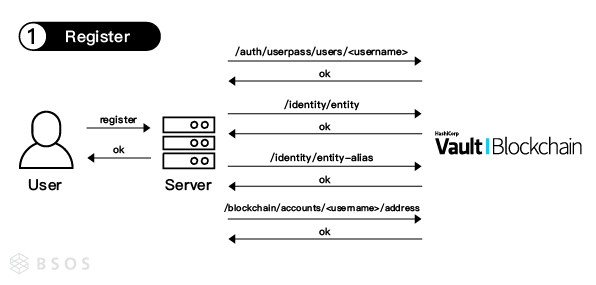 1 Register
/auth/userpass/users/<username>
ok
/identity/entity
ok
register
ok
/identity/entity-alias
ok
/blockchain/accounts/<username>/address
ok
User
Server
HashiCorp
Vault | Blockchain
BSOS